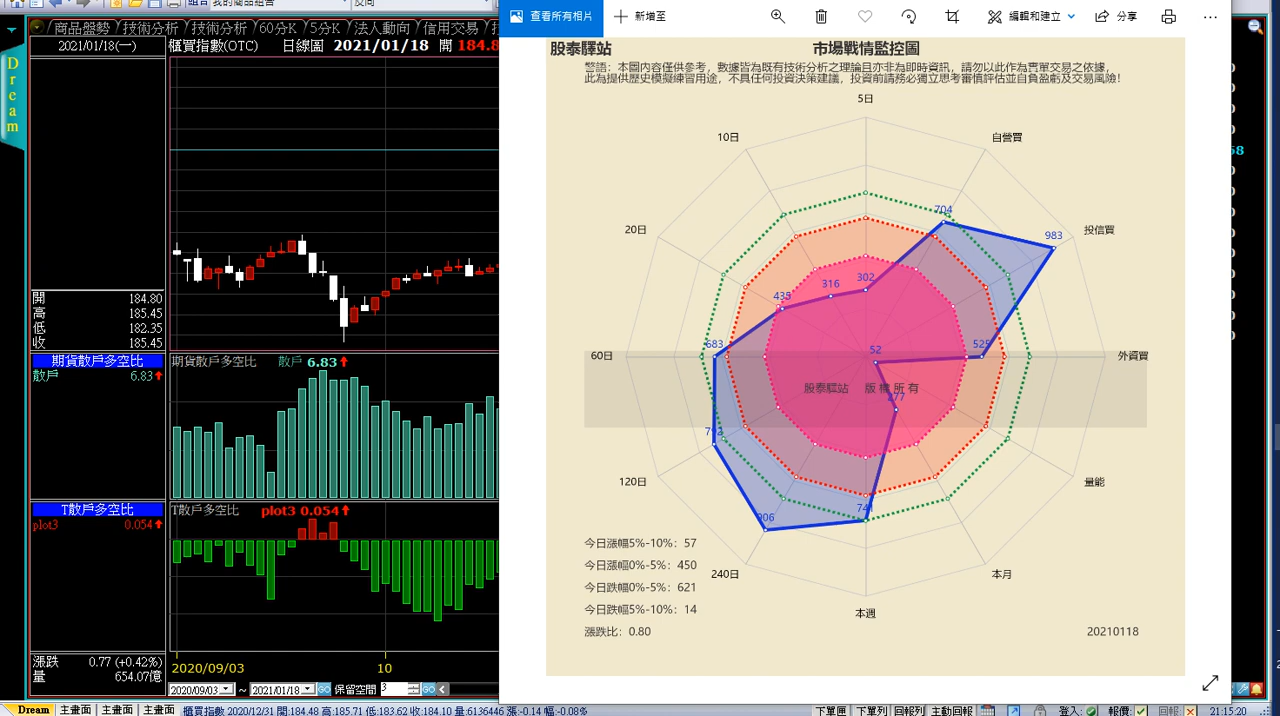 查看所有相片
新增至
編輯和建立
分享
商品盤勢
技術分析
技術分析
60分K
5分K
法人動向
信用交易
2021/01/18(一)
櫃買指數(OTC) 日線圖 2021/01/18 開 184.8
Dream
開 184.80
高 185.45
低 182.35
收 185.45
期貨散戶多空比
散戶 6.83
期貨散戶多空比 散戶 6.83
T散戶多空比
plot3 0.054
T散戶多空比 plot3 0.054
漲跌 0.77 (+0.42%)
量 654.07億
2020/09/03 10
2020/09/03 ~ 2021/01/18 GO 保留空間 3 GO
股泰驛站 市場戰情監控圖
警語：本圖內容僅供參考，數據皆為既有技術分析之理論且亦非為即時資訊，請勿以此作為實單交易之依據，
此為提供歷史模擬練習用途，不具任何投資決策建議，投資前請務必獨立思考審慎評估並自負盈虧及交易風險！
5日
10日
自營買
704
20日
983
投信買
302
316
435
683
52
525
60日
外資買
股泰驛站 版權所有
277
792
120日
量能
906
741
今日漲幅5%-10%：57
今日漲幅0%-5%：450
240日
本月
今日跌幅0%-5%：621
今日跌幅5%-10%：14
本週
漲跌比：0.80
20210118
Dream 主畫面 主畫面 主畫面 櫃買指數 2020/12/31 開:184.48 高:185.71 低:183.62 收:184.10 量:6136446 漲:-0.14 幅:-0.08% 下單匣 下單列 回報列 主動回報 登入: 報價: 回報 21:15:20